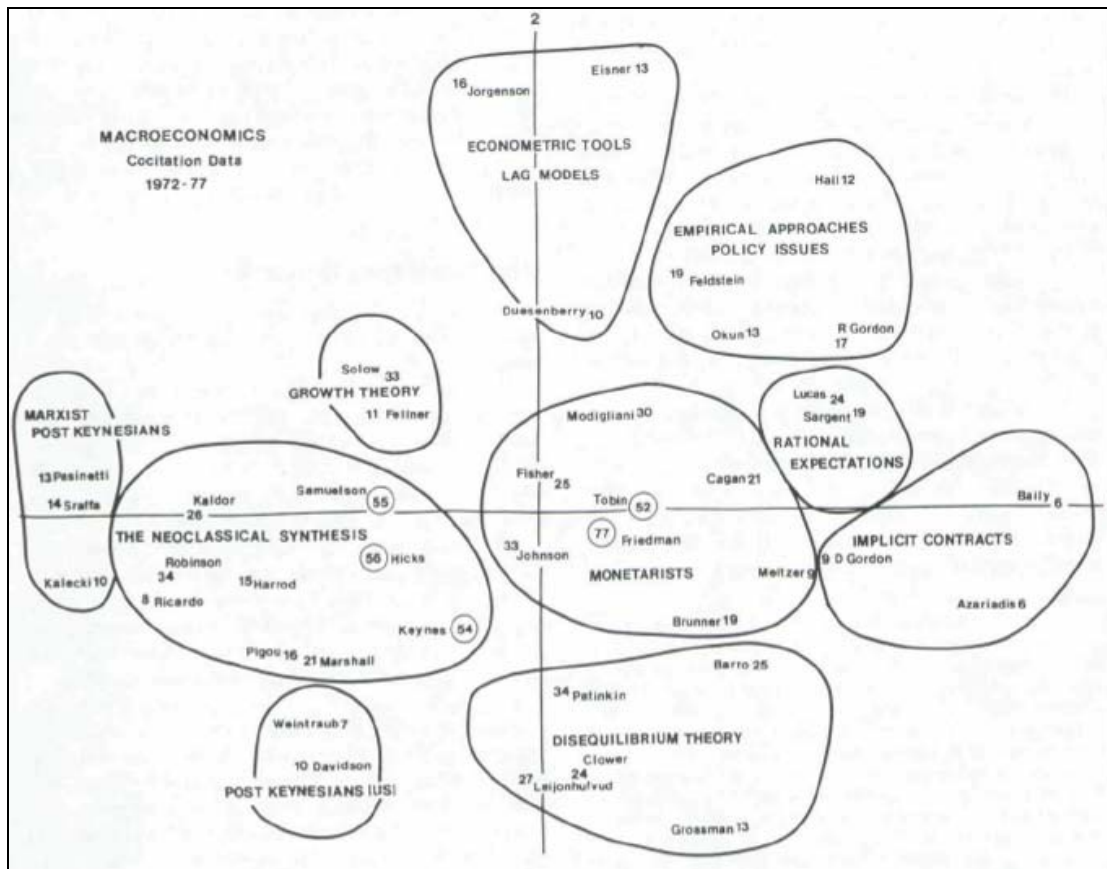 2
Eisner 13
16 Jorgenson
MACROECONOMICS
Cocitation Data
1972-77
ECONOMETRIC TOOLS
LAG MODELS
Hall 12
EMPIRICAL APPROACHES
POLICY ISSUES
19 Feldstein
Duesenberry 10
Okun 13
R Gordon
17
Solow 33
GROWTH THEORY
11 Fellner
Lucas 24
Sargent 19
RATIONAL
EXPECTATIONS
MARXIST
POST KEYNESIANS
13 Pasinetti
14 Sraffa
Kalecki 10
Modigliani 30
Fisher 25
Cagan 21
Tobin 52
77 Friedman
33 Johnson
MONETARISTS
Meltzer 9
Brunner 19
Samuelson 55
Kaldor
26
THE NEOCLASSICAL SYNTHESIS
56 Hicks
Robinson
34
15 Harrod
8 Ricardo
Keynes 54
Pigou 16
21 Marshall
Baily 6
IMPLICIT CONTRACTS
9 D Gordon
Azariadis 6
Barro 25
34 Patinkin
DISEQUILIBRIUM THEORY
Clower
24
27 Leijonhufvud
Grossman 13
Weintraub 7
10 Davidson
POST KEYNESIANS (US)